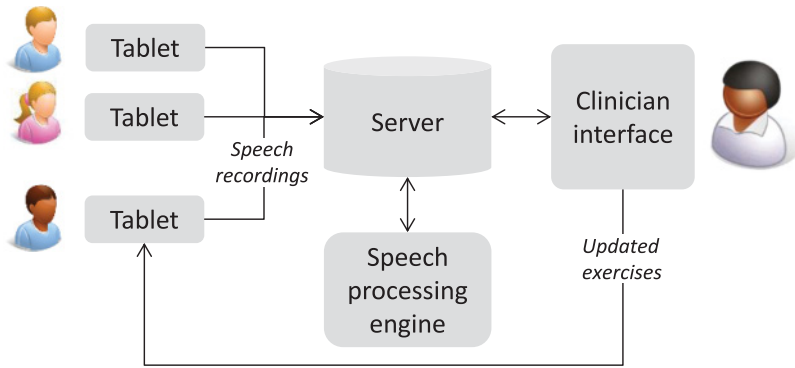 Tablet
Tablet
Tablet
Speech
recordings
Server
Speech
processing
engine
Clinician
interface
Updated
exercises